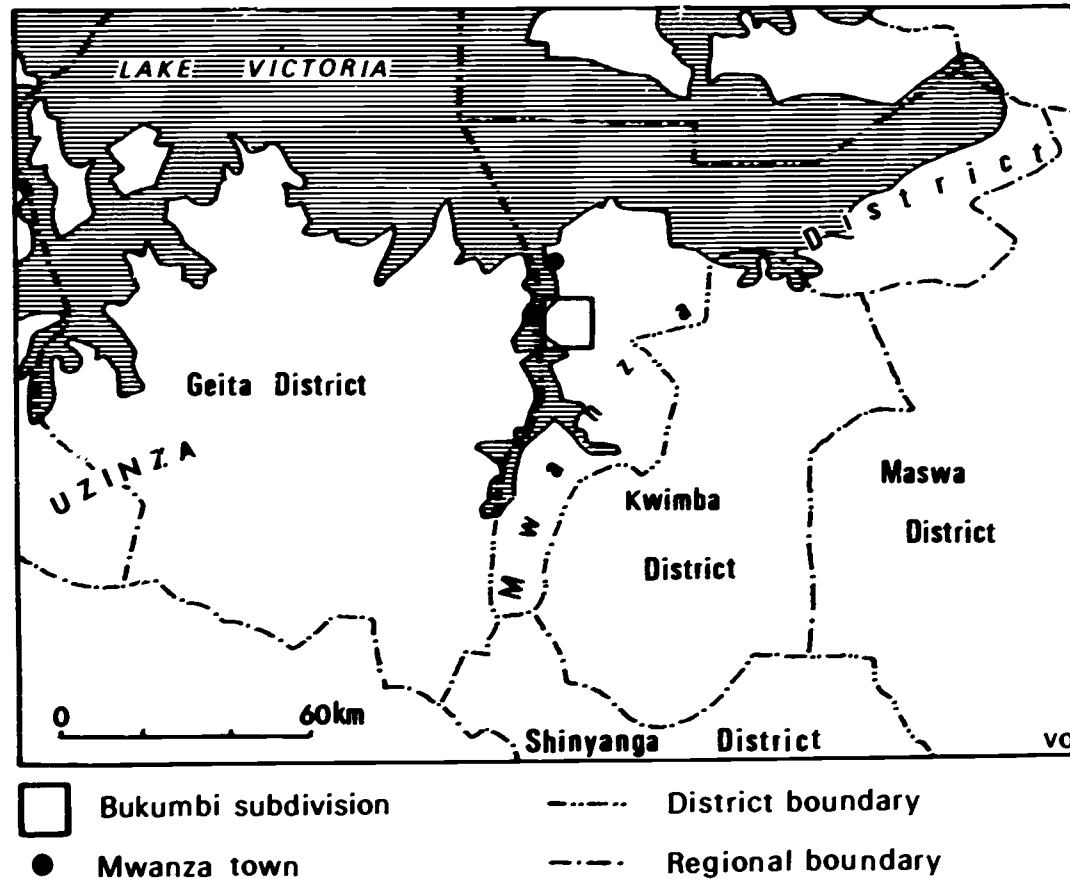 LAKE VICTORIA
Mwanza District
Geita District
UZINZA
Kwimba
District
Maswa
District
0 60km
Shinyanga District
vo
Bukumbi subdivision
District boundary
Mwanza town
Regional boundary